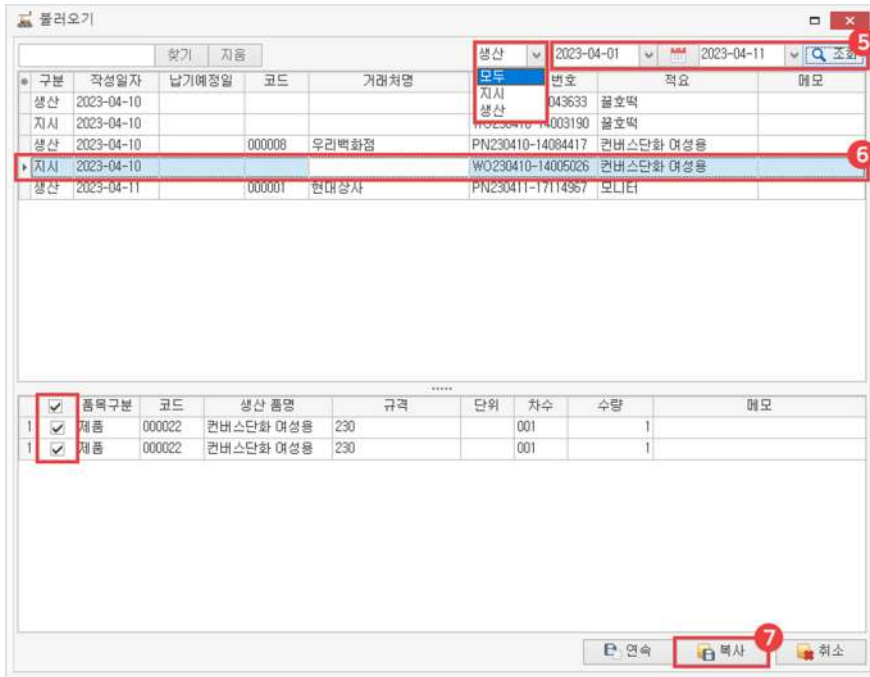 불러오기
찾기 지움 생산 2023-04-01 2023-04-11 조회 5
모두
지시
생산
구분 작성일자 납기예정일 코드 거래처명 번호 적요 메모
생산 2023-04-10 043633 꿀호떡
지시 2023-04-10 WO230410-14003190 꿀호떡
생산 2023-04-10 000008 우리백화점 PN230410-14084417 컨버스단화 여성용
지시 2023-04-10 WO230410-14005026 컨버스단화 여성용 6
생산 2023-04-11 000001 현대상사 PN230411-17114967 모니터
품목구분 코드 생산 품명 규격 단위 차수 수량 메모
1 제품 000022 컨버스단화 여성용 230 001 1
1 제품 000022 컨버스단화 여성용 230 001 1
연속 복사 7 취소